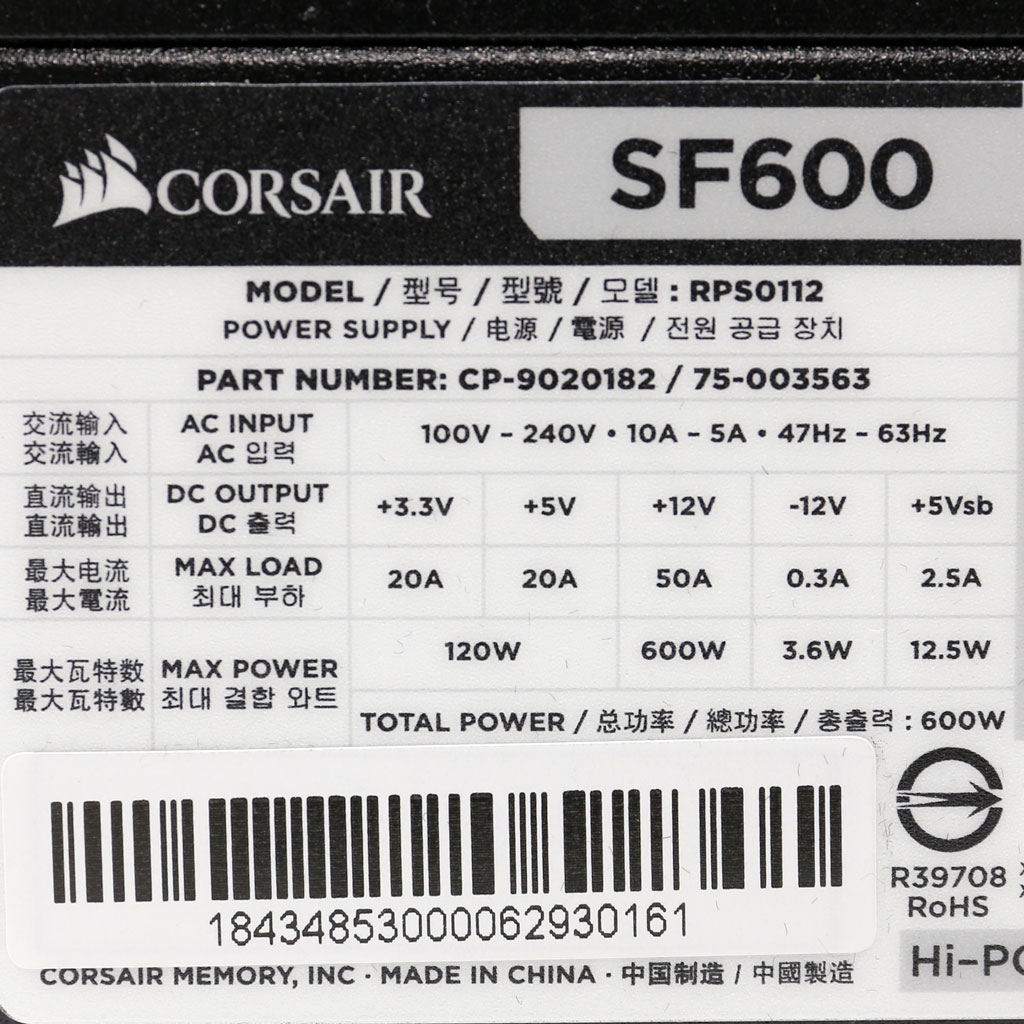 CORSAIR
SF600
MODEL / 型号 / 型號 / 모델 : RPS0112
POWER SUPPLY / 电源 / 電源 / 전원 공급 장치
PART NUMBER: CP-9020182 / 75-003563
交流输入 AC INPUT 100V - 240V • 10A - 5A • 47Hz - 63Hz
交流輸入 AC 입력
直流输出 DC OUTPUT +3.3V +5V +12V -12V +5Vsb
直流輸出 DC 출력
最大电流 MAX LOAD 20A 20A 50A 0.3A 2.5A
最大電流 최대 부하
120W 600W 3.6W 12.5W
最大瓦特数 MAX POWER
最大瓦特數 최대 결합 와트
TOTAL POWER / 总功率 / 總功率 / 총출력 : 600W
18434853000062930161
R39708
RoHS
CORSAIR MEMORY, INC · MADE IN CHINA · 中国制造 / 中國製造
Hi-PO